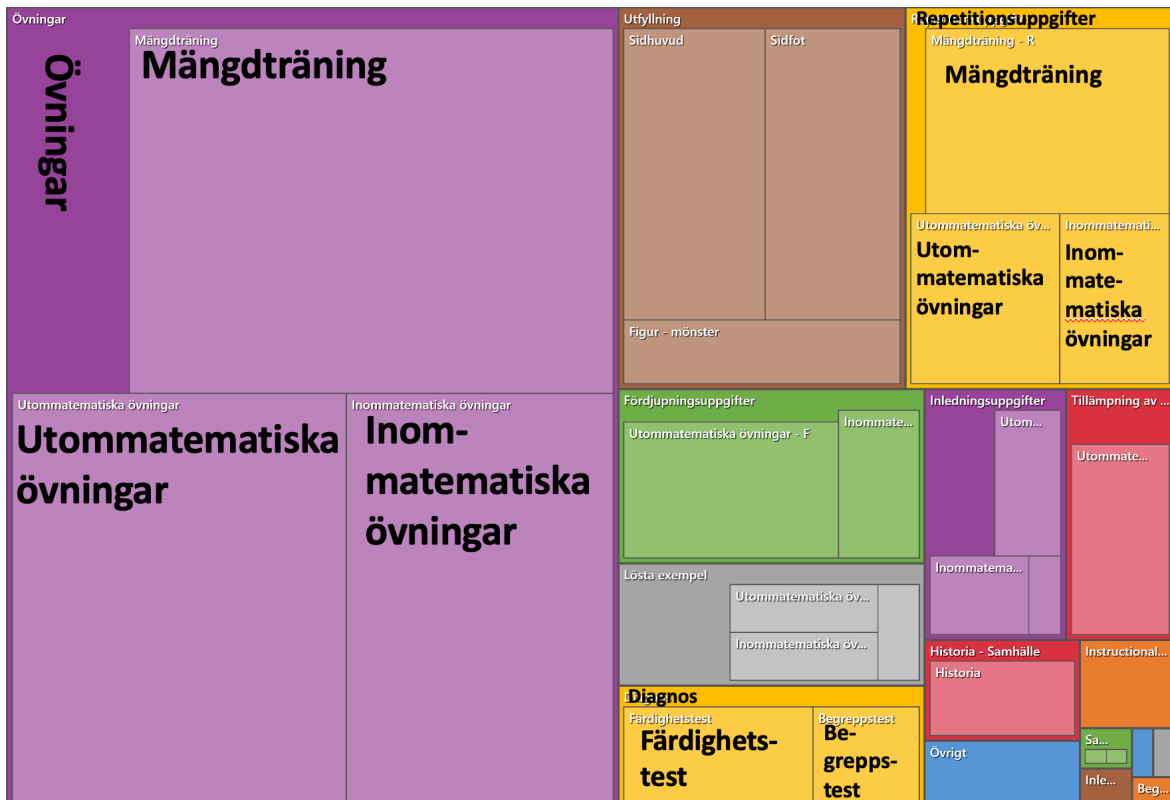 Övningar
Övningar
Mängdträning
Mängdträning
Utommatematiska övningar
Utommatematiska
övningar
Inommatematiska övningar
Inom-
matematiska
övningar
Utfyllning
Sidhuvud
Sidfot
Figur - mönster
Repetitionsuppgifter
Mängdträning - R
Mängdträning
Utommatematiska öv...
Utom-
matematiska
övningar
Inommatemati...
Inom-
mate-
matiska
övningar
Fördjupningsuppgifter
Utommatematiska övningar - F
Inommate...
Lösta exempel
Utommatematiska öv...
Inommatematiska öv...
Diagnos
Färdighetstest
Färdighets-
test
Begreppstest
Be-
grepps-
test
Inledningsuppgifter
Utom...
Inommatema...
Tillämpning av ...
Utommate...
Historia - Samhälle
Historia
Instructional...
Övrigt
Sa...
Inle...
Beg...